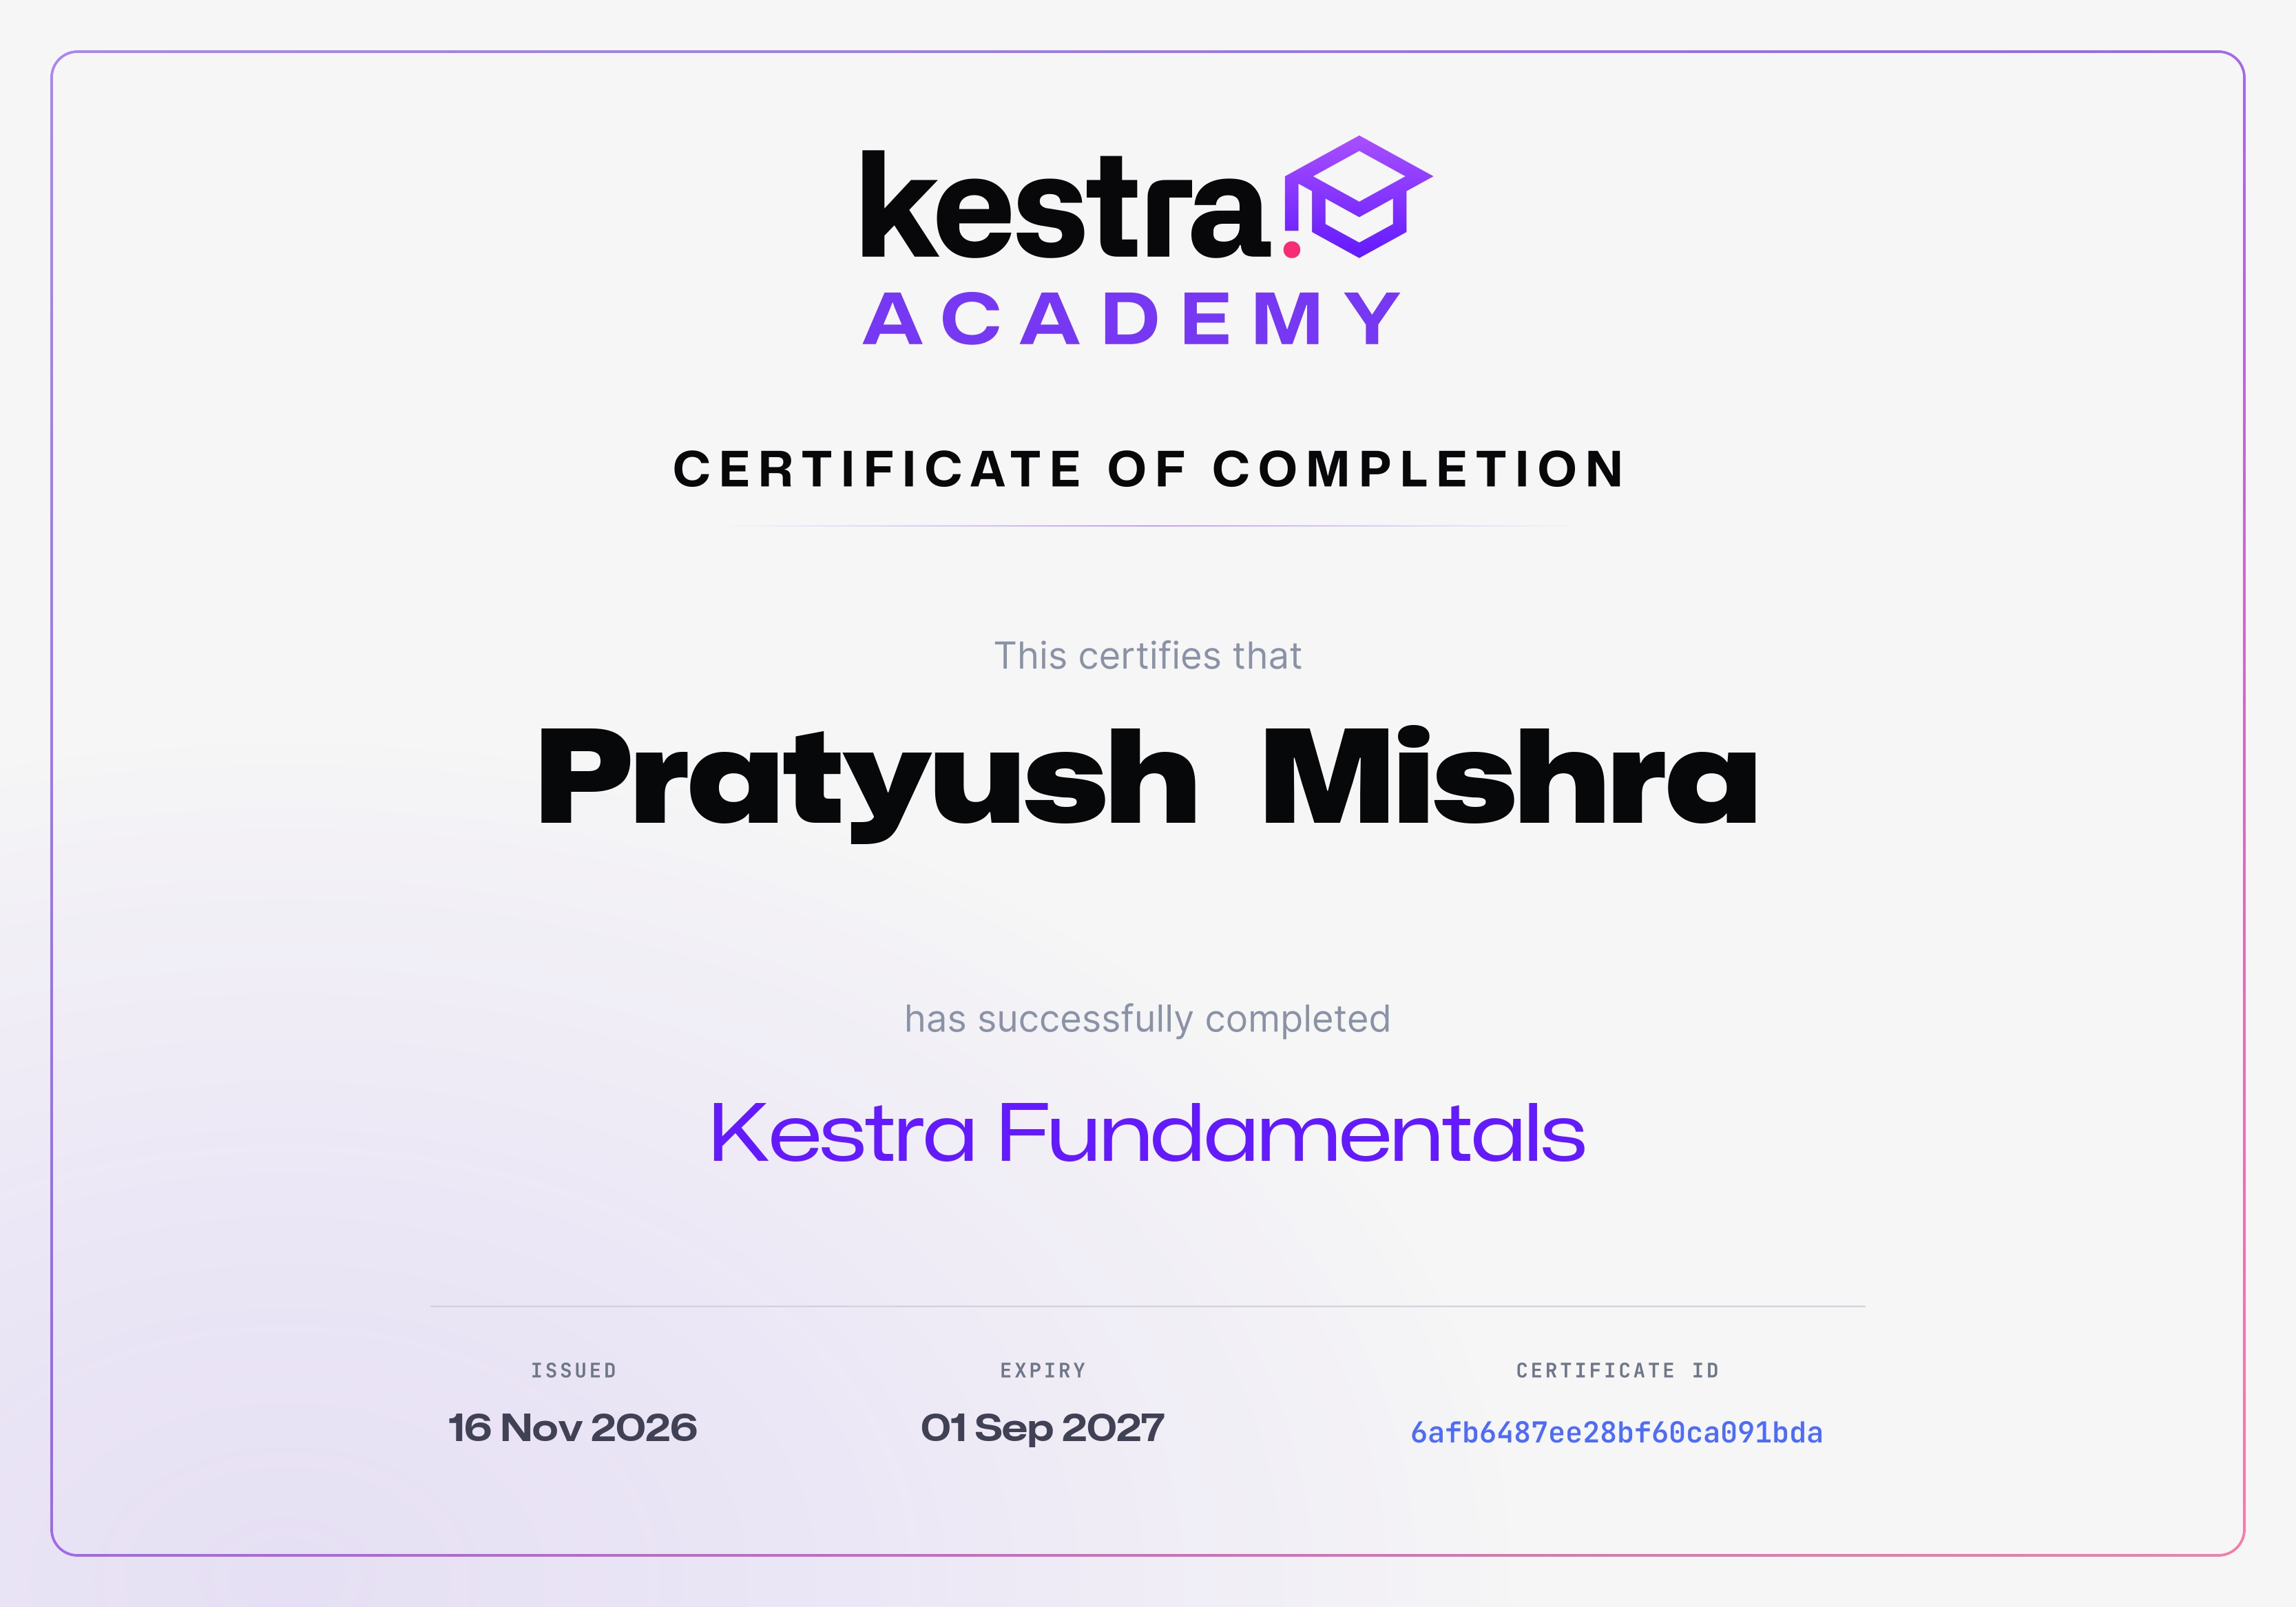 kestra
ACADEMY
CERTIFICATE OF COMPLETION
This certifies that
Pratyush Mishra
has successfully completed
Kestra Fundamentals
ISSUED EXPIRY CERTIFICATE ID
16 Nov 2026 01 Sep 2027 6afb6487ee28bf60ca091bda